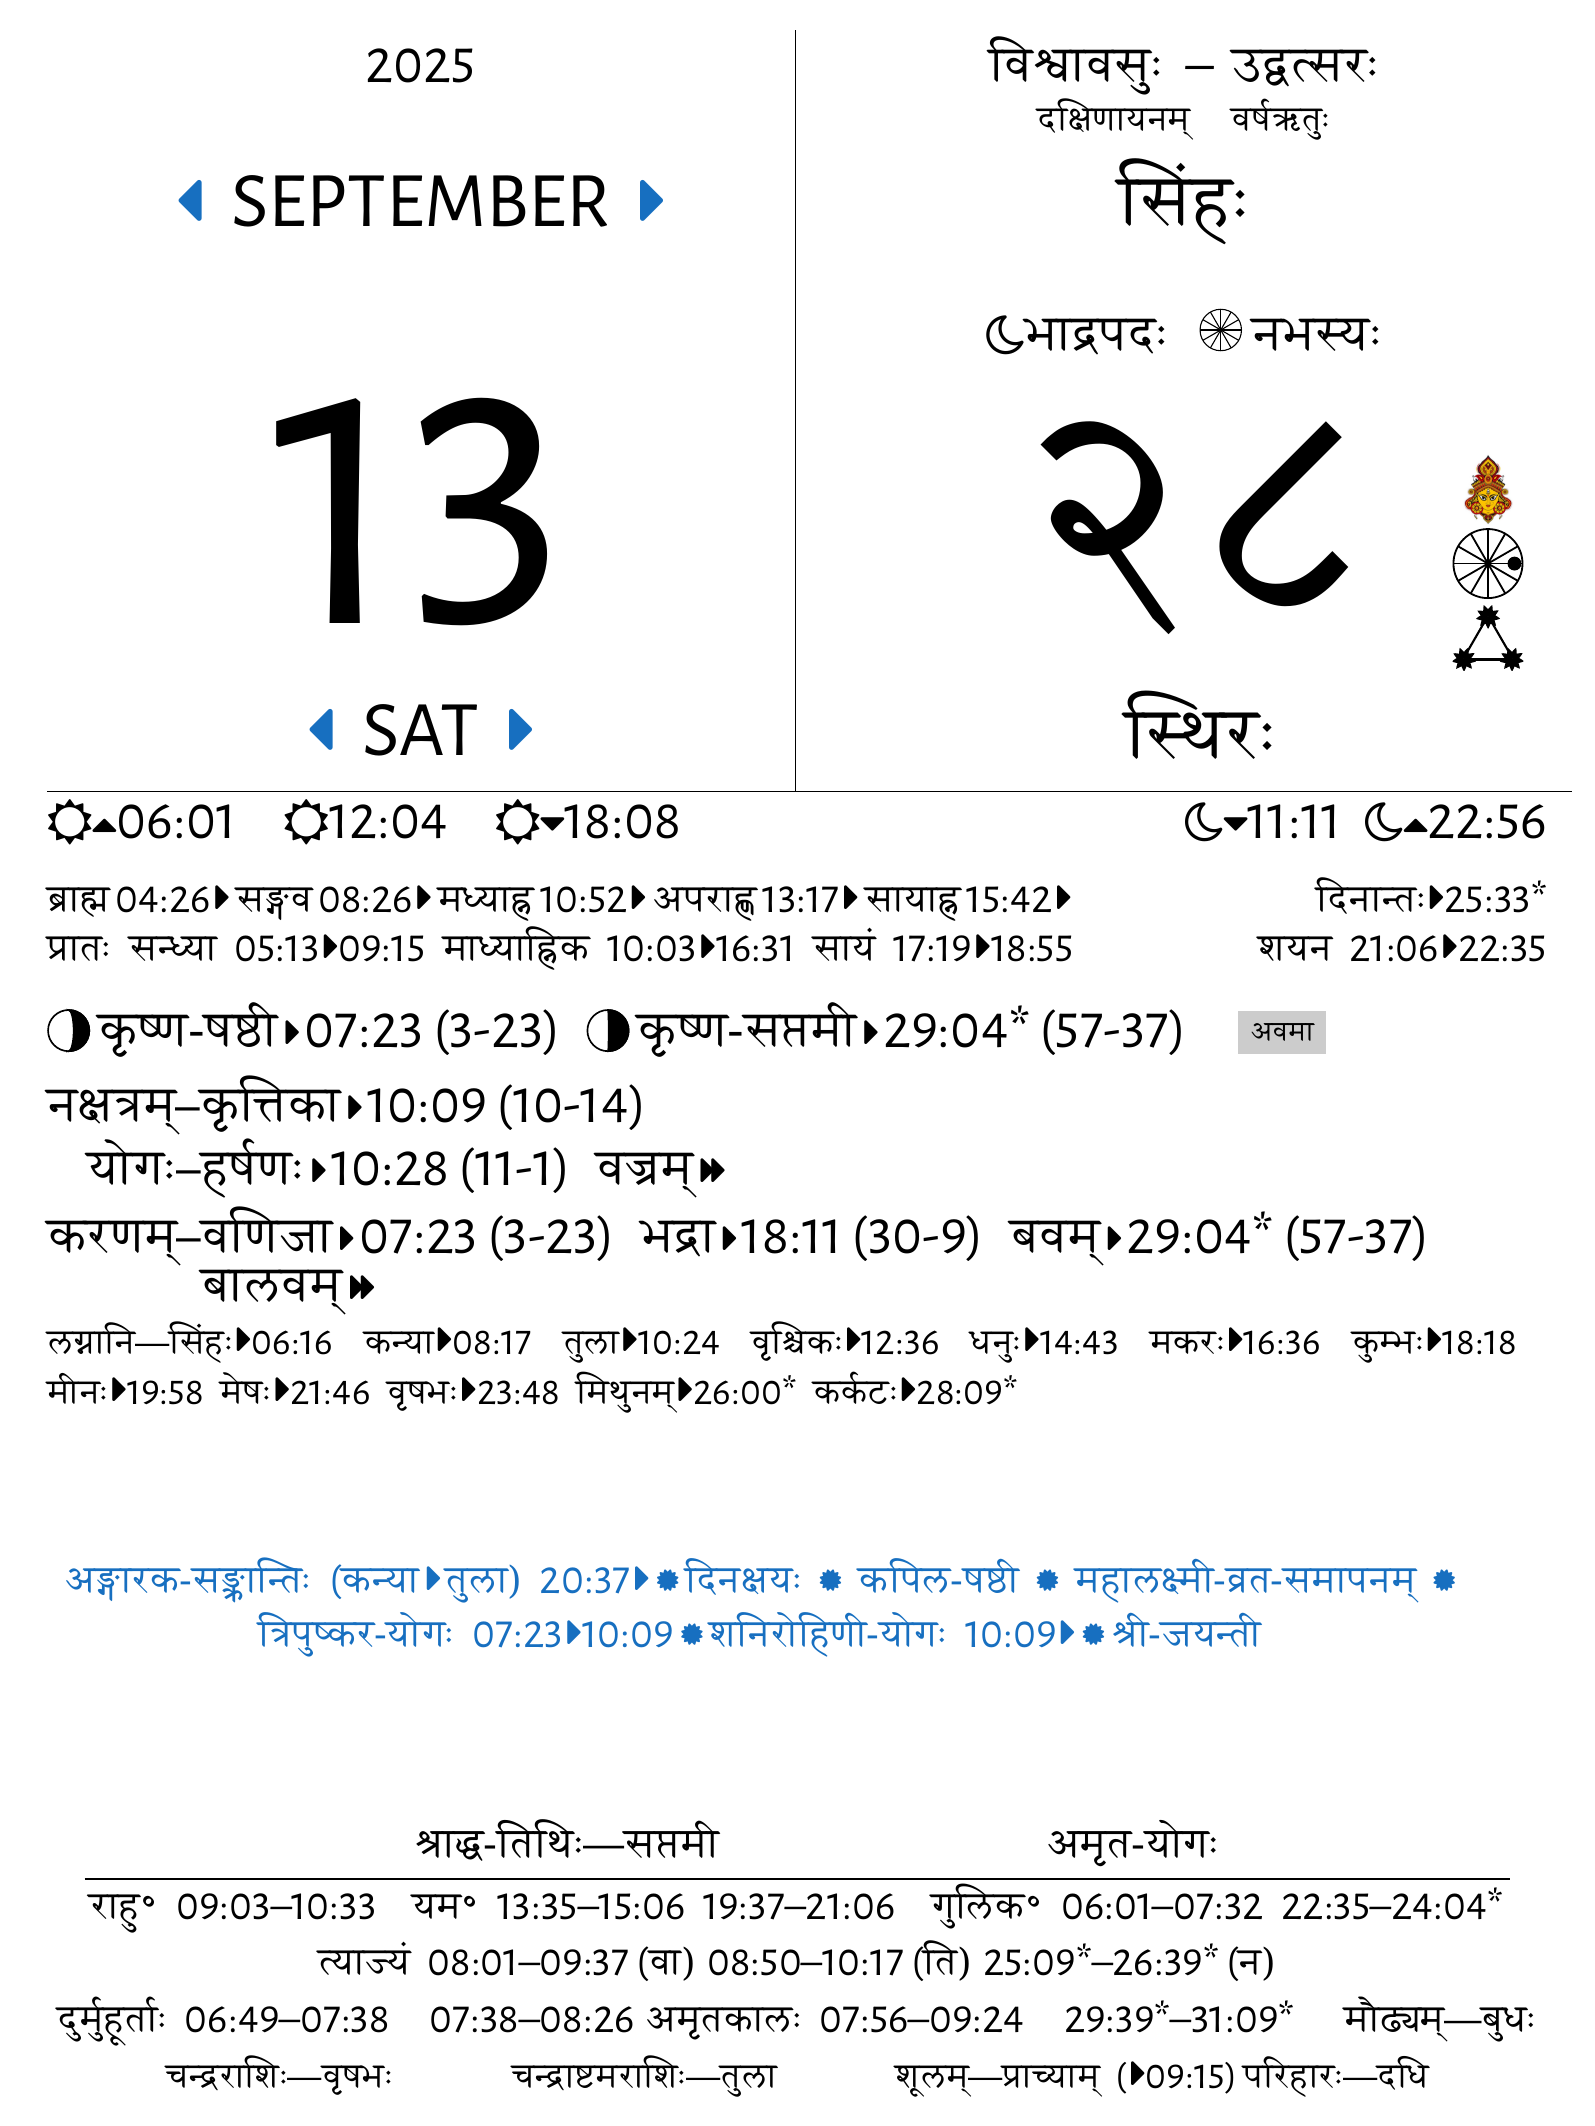 2025
SEPTEMBER
13
SAT
विश्वावसुः – उद्वत्सरः
दक्षिणायनम् वर्षऋतुः
सिंहः
भाद्रपदः नभस्यः
२८
स्थिरः
06:01 12:04 18:08 11:11 22:56
ब्राह्म 04:26 सङ्गव 08:26 मध्याह्न 10:52 अपराह्ण 13:17 सायाह्न 15:42 दिनान्तः 25:33*
प्रातः सन्ध्या 05:13 09:15 माध्याह्निक 10:03 16:31 सायं 17:19 18:55 शयन 21:06 22:35
कृष्ण-षष्ठी 07:23 (3-23) कृष्ण-सप्तमी 29:04* (57-37) अवमा
नक्षत्रम्–कृत्तिका 10:09 (10-14)
योगः–हर्षणः 10:28 (11-1) वज्रम्
करणम्–वणिजा 07:23 (3-23) भद्रा 18:11 (30-9) बवम् 29:04* (57-37)
बालवम्
लग्नानि—सिंहः 06:16 कन्या 08:17 तुला 10:24 वृश्चिकः 12:36 धनुः 14:43 मकरः 16:36 कुम्भः 18:18
मीनः 19:58 मेषः 21:46 वृषभः 23:48 मिथुनम् 26:00* कर्कटः 28:09*
अङ्गारक-सङ्क्रान्तिः (कन्या तुला) 20:37 दिनक्षयः कपिल-षष्ठी महालक्ष्मी-व्रत-समापनम्
त्रिपुष्कर-योगः 07:23 10:09 शनिरोहिणी-योगः 10:09 श्री-जयन्ती
श्राद्ध-तिथिः—सप्तमी अमृत-योगः
राहु॰ 09:03–10:33 यम॰ 13:35–15:06 19:37–21:06 गुलिक॰ 06:01–07:32 22:35–24:04*
त्याज्यं 08:01–09:37 (वा) 08:50–10:17 (ति) 25:09*–26:39* (न)
दुर्मुहूर्ताः 06:49–07:38 07:38–08:26 अमृतकालः 07:56–09:24 29:39*–31:09* मौढ्यम्—बुधः
चन्द्रराशिः—वृषभः चन्द्राष्टमराशिः—तुला शूलम्—प्राच्याम् ( 09:15) परिहारः—दधि